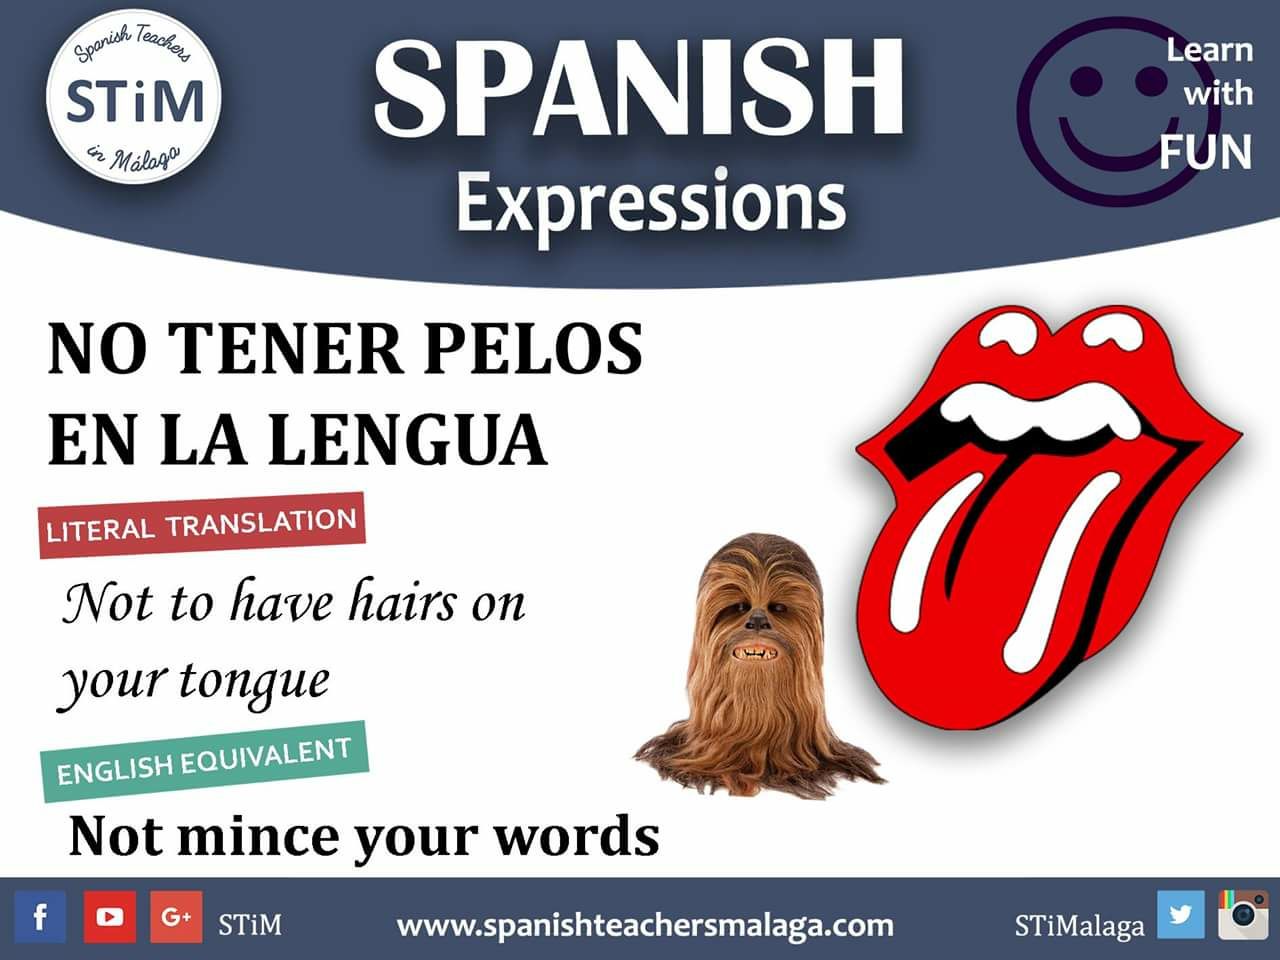 Spanish Teachers
STiM
in Málaga
SPANISH
Expressions
Learn
with
FUN
NO TENER PELOS
EN LA LENGUA
LITERAL TRANSLATION
Not to have hairs on
your tongue
ENGLISH EQUIVALENT
Not mince your words
f
G+
STiM
www.spanishteachersmalaga.com
STiMalaga